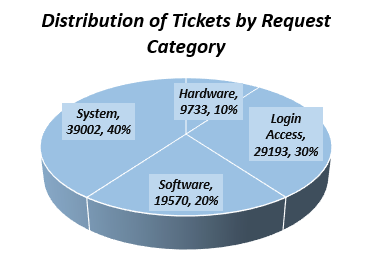 Distribution of Tickets by Request
Category
Hardware,
9733, 10%
System,
39002, 40%
Login
Access,
29193, 30%
Software,
19570, 20%